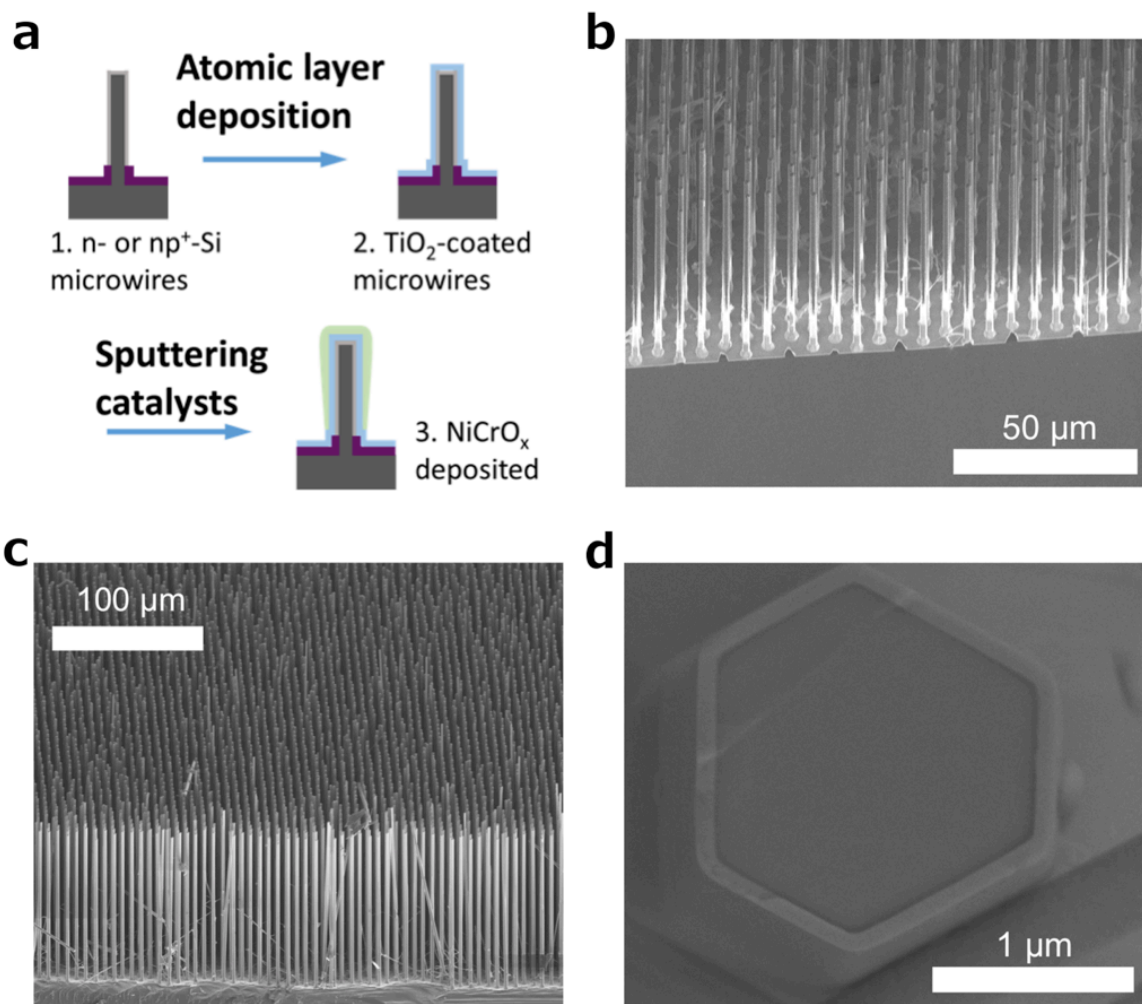 a
Atomic layer
deposition
1. n- or np⁺-Si
microwires
2. TiO₂-coated
microwires
Sputtering
catalysts
3. NiCrOₓ
deposited
b
50 μm
c
100 μm
d
1 μm